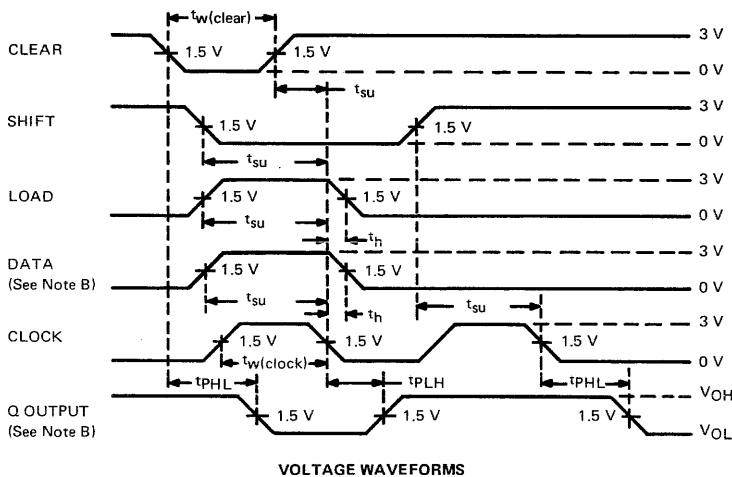 tw(clear)
CLEAR
1.5 V
1.5 V
3 V
0 V
tsu
SHIFT
1.5 V
1.5 V
3 V
0 V
tsu
LOAD
1.5 V
1.5 V
3 V
0 V
tsu
th
DATA
(See Note B)
1.5 V
1.5 V
3 V
0 V
tsu
th
tsu
CLOCK
1.5 V
1.5 V
1.5 V
3 V
0 V
tw(clock)
tPHL
tPLH
tPHL
Q OUTPUT
(See Note B)
1.5 V
1.5 V
1.5 V
VOH
VOL
VOLTAGE WAVEFORMS